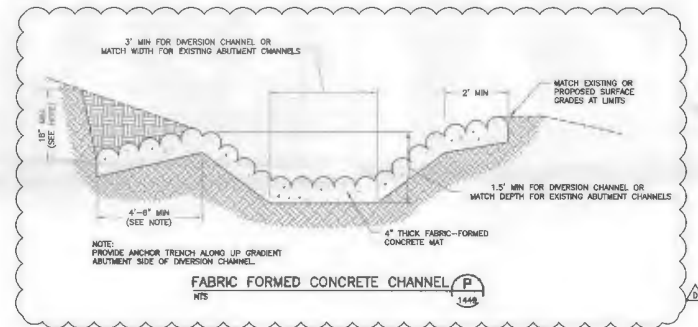 3' MIN FOR DIVERSION CHANNEL OR
MATCH WIDTH FOR EXISTING ABUTMENT CHANNELS
MATCH EXISTING OR
PROPOSED SURFACE
GRADES AT LIMITS
2' MIN
18" MIN.
(SEE NOTE)
1.5' MIN FOR DIVERSION CHANNEL OR
MATCH DEPTH FOR EXISTING ABUTMENT CHANNELS
4'-6" MIN
(SEE NOTE)
4" THICK FABRIC-FORMED
CONCRETE MAT
NOTE:
PROVIDE ANCHOR TRENCH ALONG UP GRADIENT
ABUTMENT SIDE OF DIVERSION CHANNEL.
FABRIC FORMED CONCRETE CHANNEL
P
NTS
D